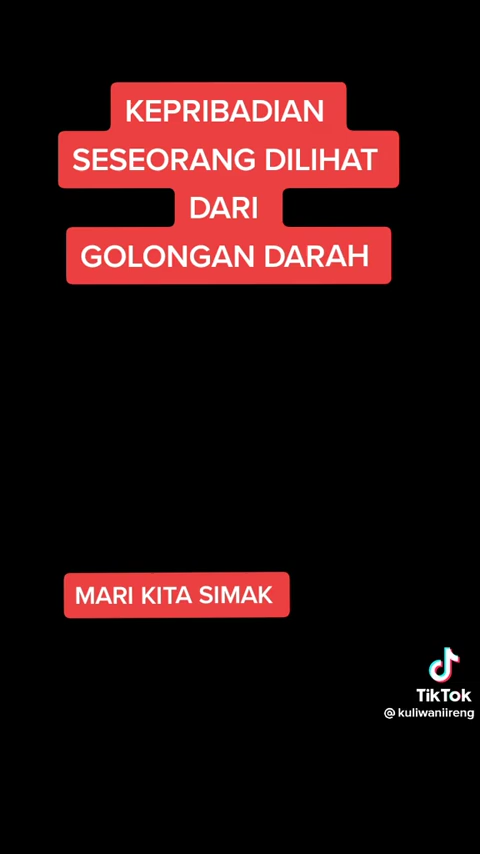 KEPRIBADIAN
SESEORANG DILIHAT
DARI
GOLONGAN DARAH
MARI KITA SIMAK
TikTok
@ kuliwaniireng